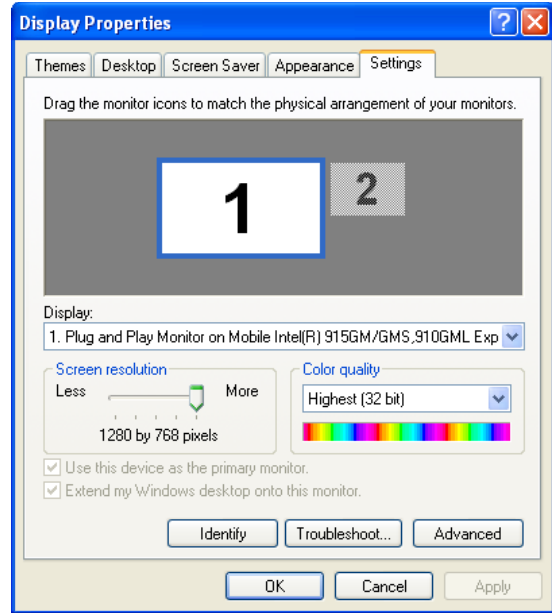 Display Properties
Themes Desktop Screen Saver Appearance Settings
Drag the monitor icons to match the physical arrangement of your monitors.
1 2
Display:
1. Plug and Play Monitor on Mobile Intel(R) 915GM/GMS,910GML Exp
Screen resolution Color quality
Less More Highest (32 bit)
1280 by 768 pixels
Use this device as the primary monitor.
Extend my Windows desktop onto this monitor.
Identify Troubleshoot... Advanced
OK Cancel Apply